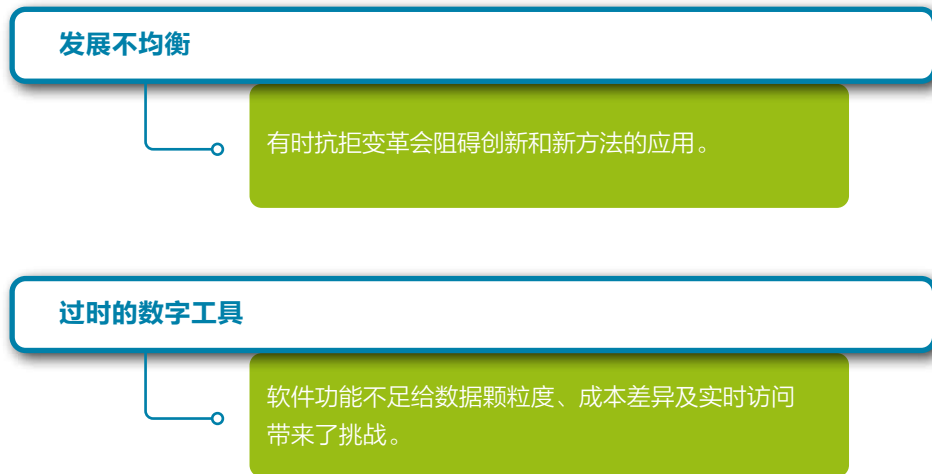 发展不均衡
有时抗拒变革会阻碍创新和新方法的应用。
过时的数字工具
软件功能不足给数据颗粒度、成本差异及实时访问
带来了挑战。